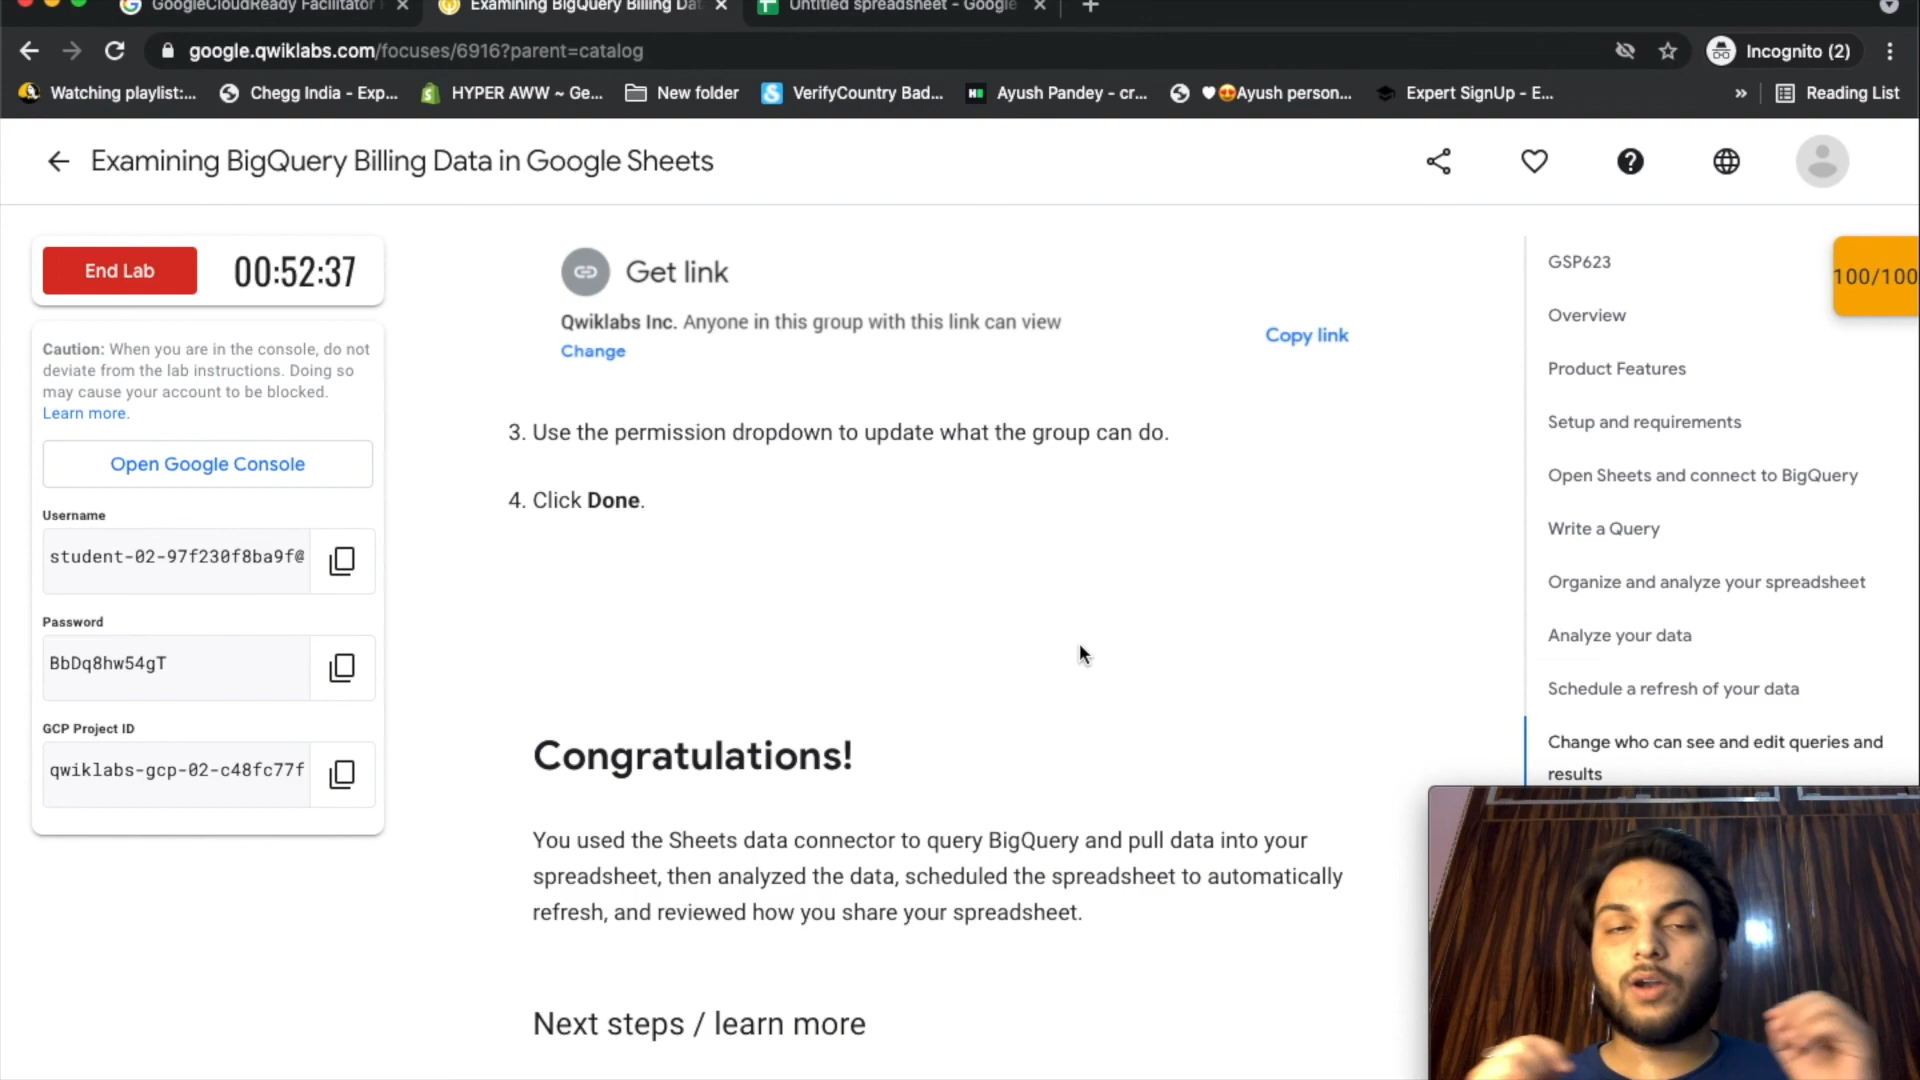 GoogleCloudReady Facilitator
Examining BigQuery Billing Dat
Untitled spreadsheet - Google
google.qwiklabs.com/focuses/6916?parent=catalog
Incognito (2)
Watching playlist:...
Chegg India - Exp...
HYPER AWW ~ Ge...
New folder
VerifyCountry Bad...
Ayush Pandey - cr...
♥😍Ayush person...
Expert SignUp - E...
»
Reading List
Examining BigQuery Billing Data in Google Sheets
End Lab
00:52:37
Caution: When you are in the console, do not
deviate from the lab instructions. Doing so
may cause your account to be blocked.
Learn more.
Open Google Console
Username
student-02-97f230f8ba9f@
Password
BbDq8hw54gT
GCP Project ID
qwiklabs-gcp-02-c48fc77f
Get link
Qwiklabs Inc. Anyone in this group with this link can view
Change
Copy link
3. Use the permission dropdown to update what the group can do.
4. Click Done.
Congratulations!
You used the Sheets data connector to query BigQuery and pull data into your
spreadsheet, then analyzed the data, scheduled the spreadsheet to automatically
refresh, and reviewed how you share your spreadsheet.
Next steps / learn more
GSP623
Overview
Product Features
Setup and requirements
Open Sheets and connect to BigQuery
Write a Query
Organize and analyze your spreadsheet
Analyze your data
Schedule a refresh of your data
Change who can see and edit queries and
results
100/100